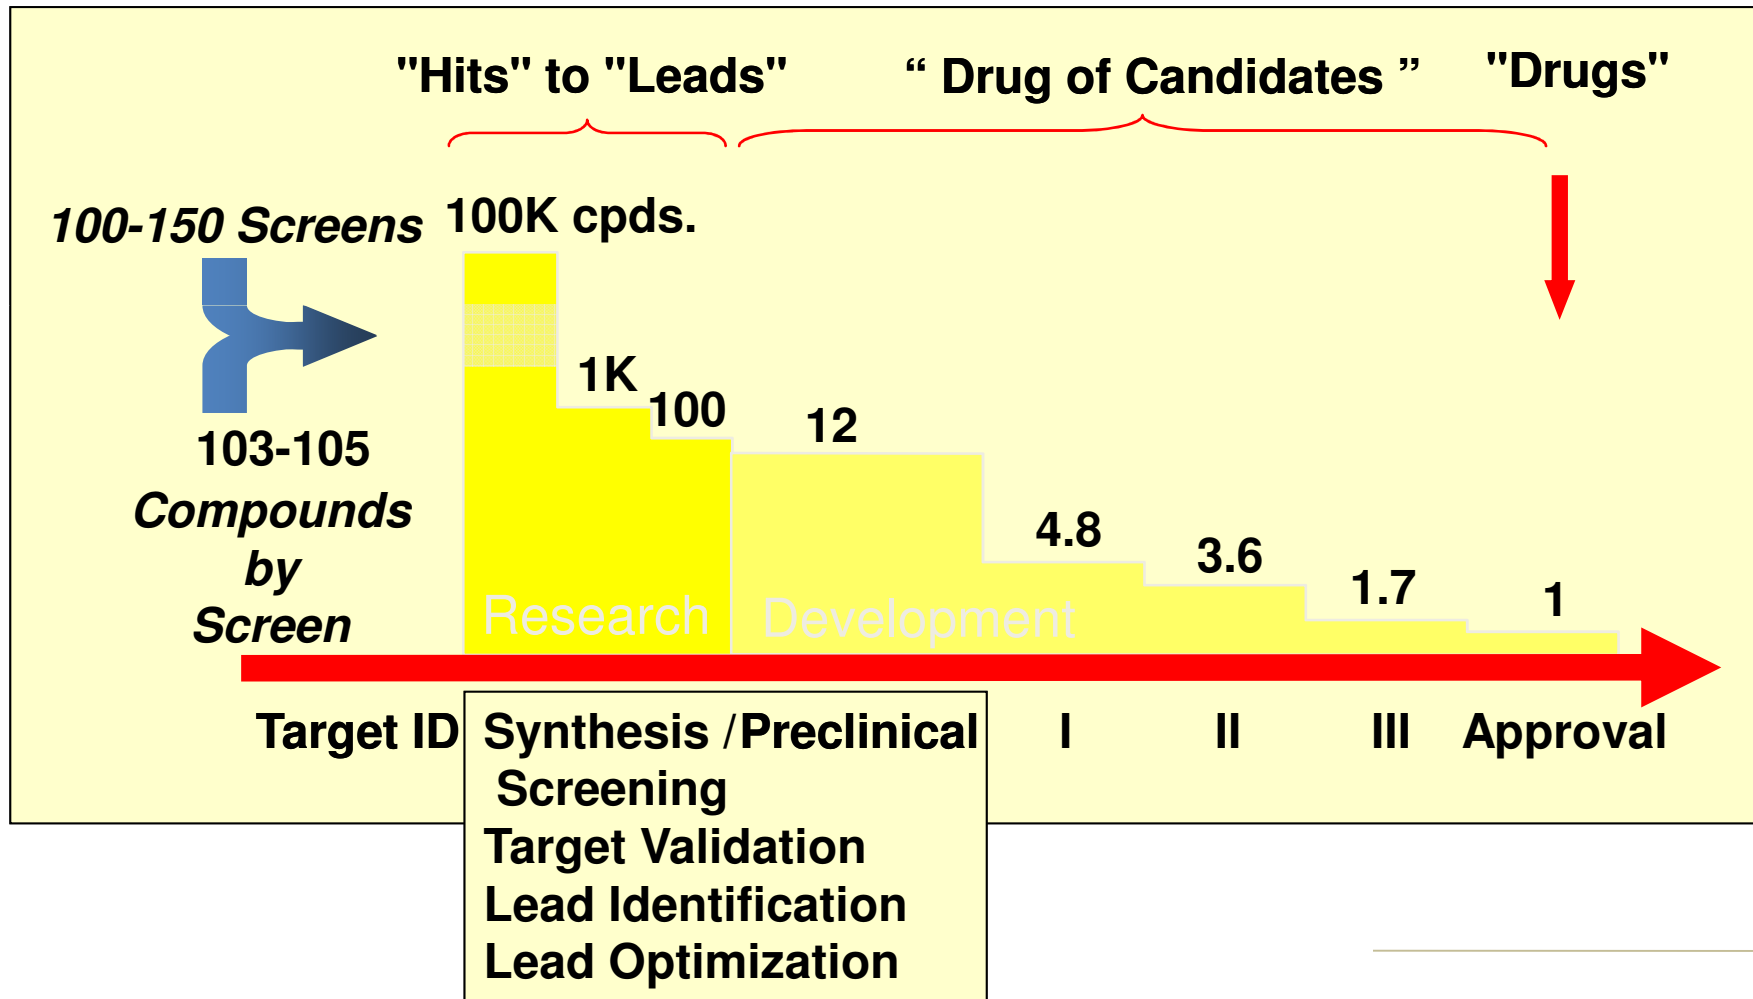 "Hits" to "Leads"
“ Drug of Candidates ”
"Drugs"
100-150 Screens
100K cpds.
1K
100
12
103-105
Compounds
by
Screen
4.8
3.6
1.7
1
Research
Development
Target ID
Synthesis /Preclinical
Screening
Target Validation
Lead Identification
Lead Optimization
I
II
III
Approval